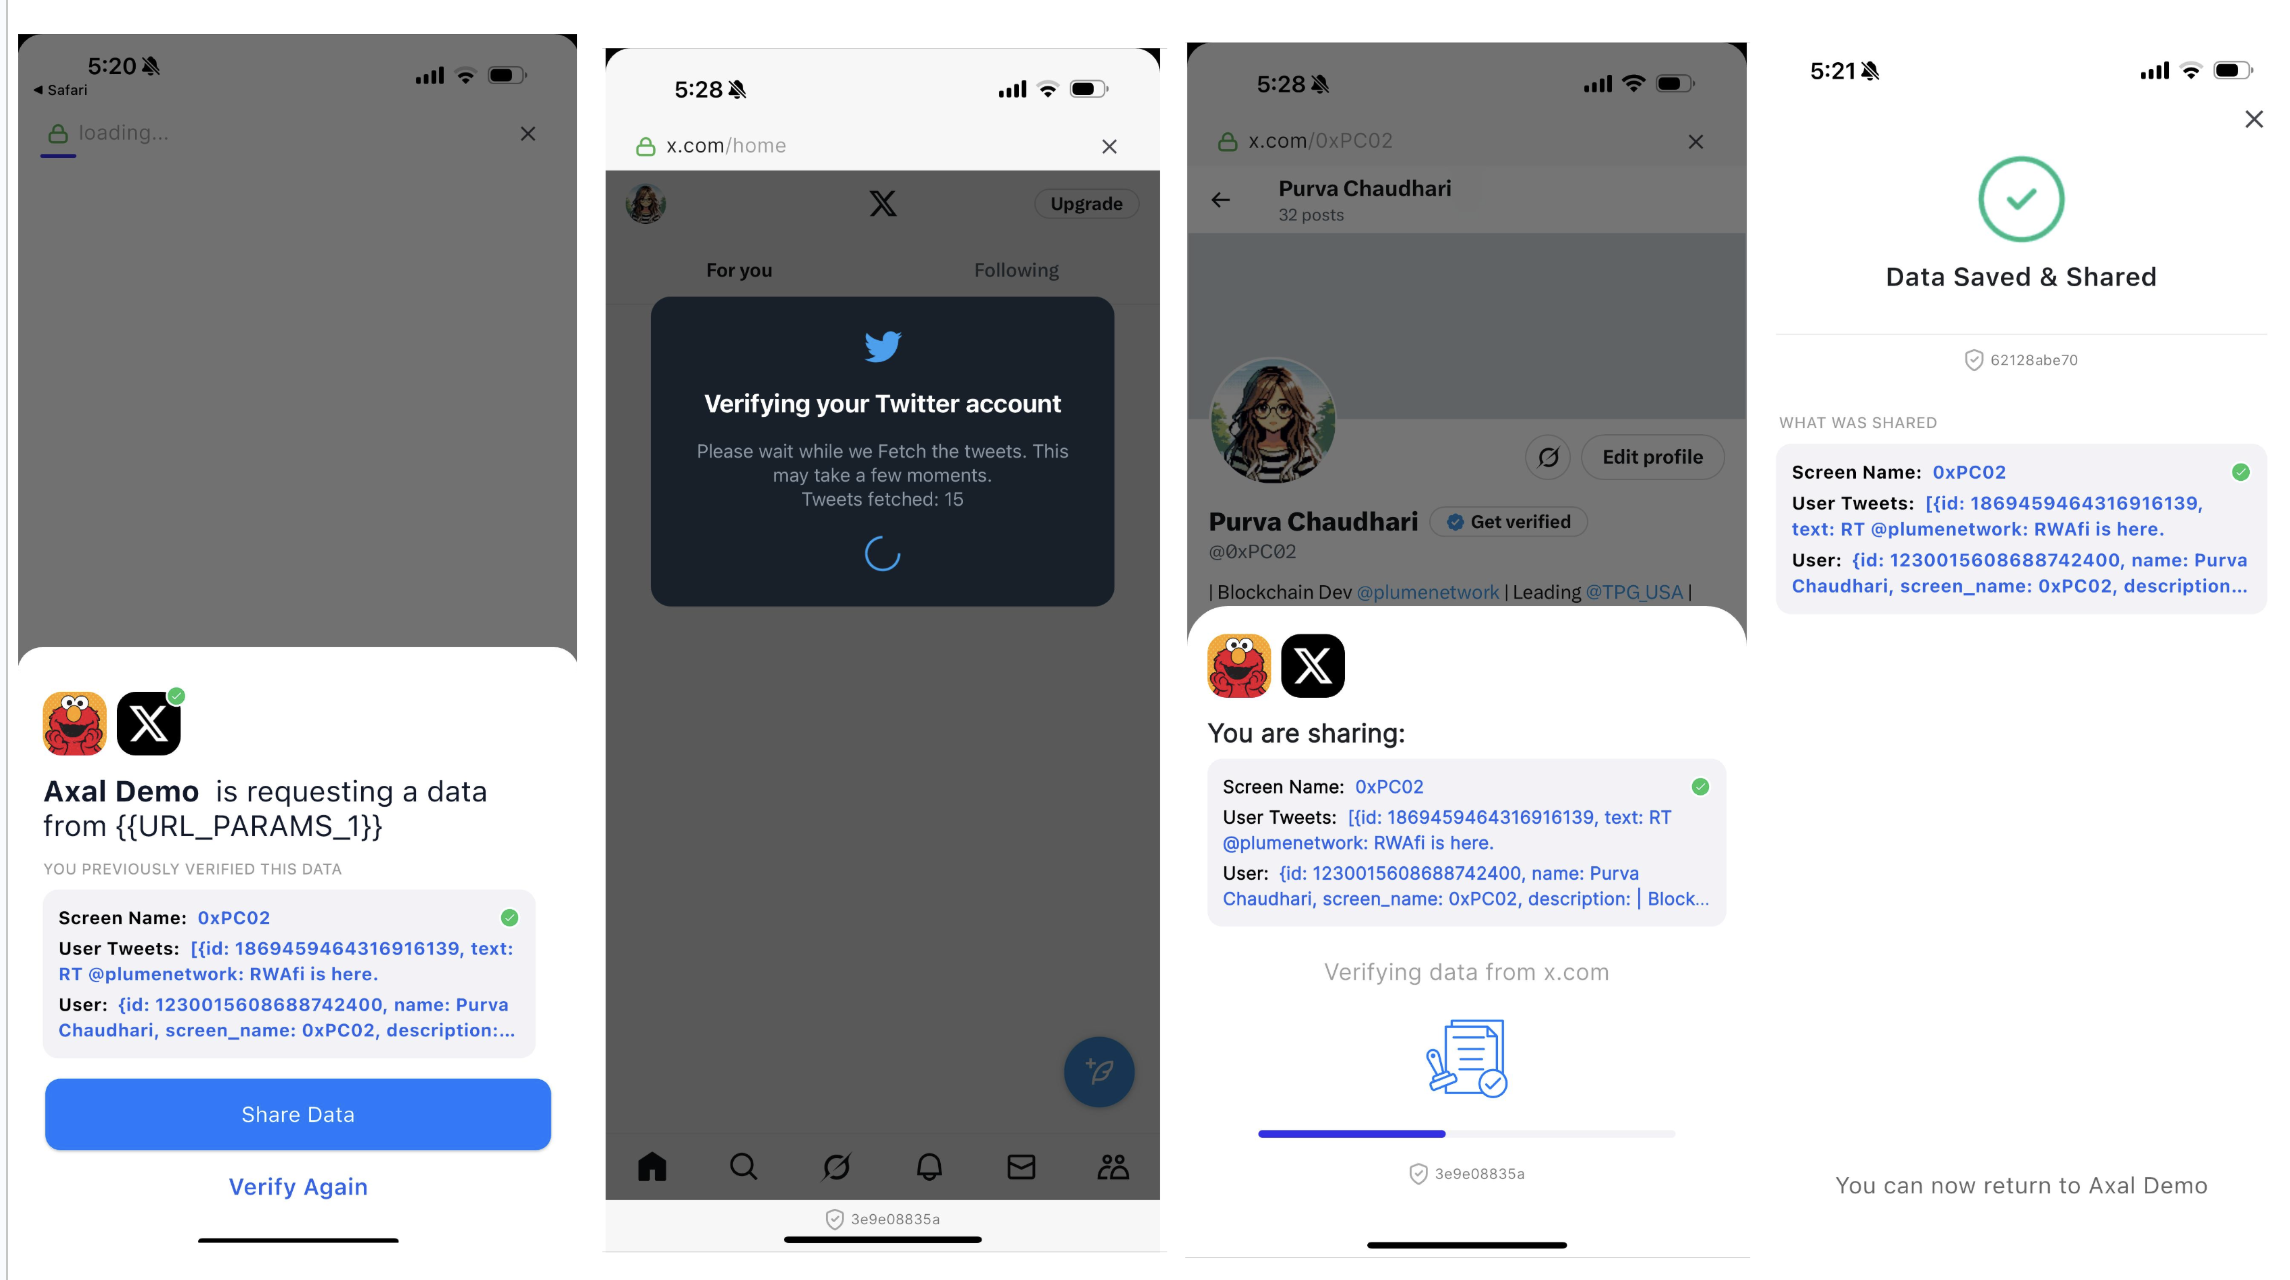 5:20
◀ Safari
loading...
Axal Demo is requesting a data
from {{URL_PARAMS_1}}
YOU PREVIOUSLY VERIFIED THIS DATA
Screen Name: 0xPC02
User Tweets: [{id: 1869459464316916139, text:
RT @plumenetwork: RWAfi is here.
User: {id: 1230015608688742400, name: Purva
Chaudhari, screen_name: 0xPC02, description:...
Share Data
Verify Again
5:28
x.com/home
Upgrade
For you
Following
Verifying your Twitter account
Please wait while we Fetch the tweets. This
may take a few moments.
Tweets fetched: 15
3e9e08835a
5:28
x.com/0xPC02
Purva Chaudhari
32 posts
Edit profile
Purva Chaudhari
Get verified
@0xPC02
| Blockchain Dev @plumenetwork | Leading @TPG_USA |
You are sharing:
Screen Name: 0xPC02
User Tweets: [{id: 1869459464316916139, text: RT
@plumenetwork: RWAfi is here.
User: {id: 1230015608688742400, name: Purva
Chaudhari, screen_name: 0xPC02, description: | Block...
Verifying data from x.com
3e9e08835a
5:21
Data Saved & Shared
62128abe70
WHAT WAS SHARED
Screen Name: 0xPC02
User Tweets: [{id: 1869459464316916139,
text: RT @plumenetwork: RWAfi is here.
User: {id: 1230015608688742400, name: Purva
Chaudhari, screen_name: 0xPC02, description...
You can now return to Axal Demo